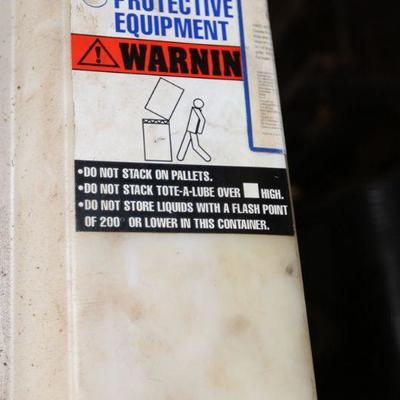 PROTECTIVE
EQUIPMENT
WARNIN
•DO NOT STACK ON PALLETS.
•DO NOT STACK TOTE-A-LUBE OVER HIGH.
•DO NOT STORE LIQUIDS WITH A FLASH POINT
OF 200° OR LOWER IN THIS CONTAINER.